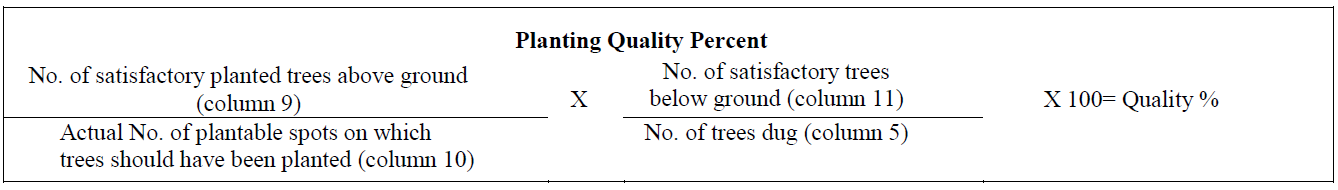 Planting Quality Percent
No. of satisfactory planted trees above ground
(column 9)
X
No. of satisfactory trees
below ground (column 11)
X 100= Quality %
Actual No. of plantable spots on which
trees should have been planted (column 10)
No. of trees dug (column 5)